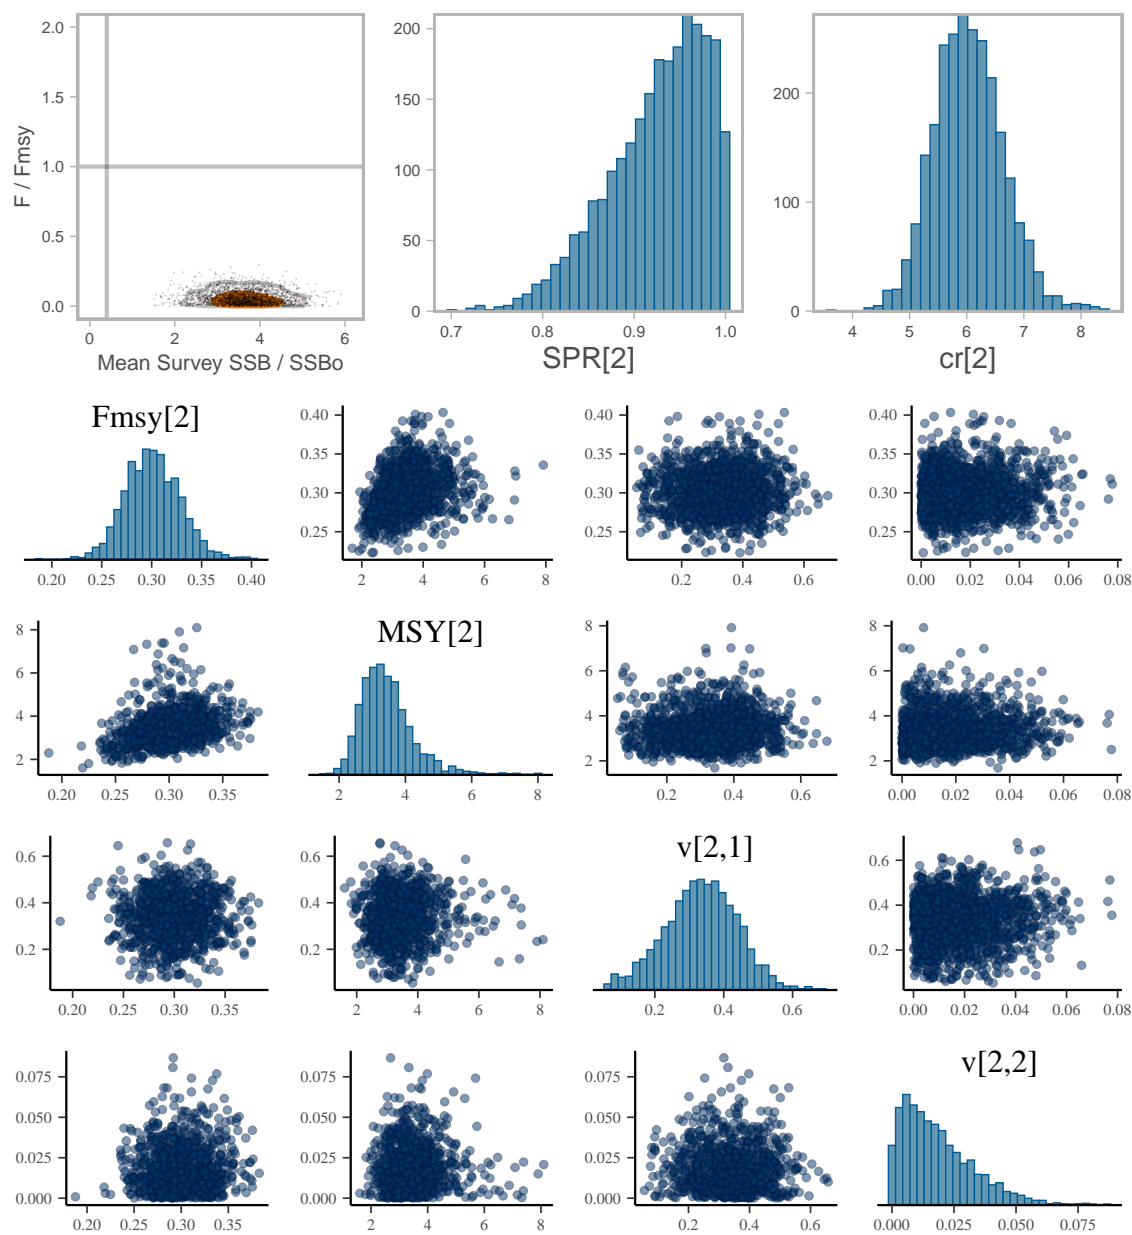 2.0
1.5
1.0
0.5
0.0
F / Fmsy
0 2 4 6
Mean Survey SSB / SSBo
200
150
100
50
0
0.7 0.8 0.9 1.0
SPR[2]
200
100
0
4 5 6 7 8
cr[2]
Fmsy[2]
0.20 0.25 0.30 0.35 0.40
0.40
0.35
0.30
0.25
2 4 6 8
0.40
0.35
0.30
0.25
0.2 0.4 0.6
0.40
0.35
0.30
0.25
0.00 0.02 0.04 0.06 0.08
8
6
4
2
0.20 0.25 0.30 0.35
MSY[2]
2 4 6 8
8
6
4
2
0.2 0.4 0.6
8
6
4
2
0.00 0.02 0.04 0.06 0.08
0.6
0.4
0.2
0.20 0.25 0.30 0.35
0.6
0.4
0.2
2 4 6 8
v[2,1]
0.2 0.4 0.6
0.6
0.4
0.2
0.00 0.02 0.04 0.06 0.08
0.075
0.050
0.025
0.000
0.20 0.25 0.30 0.35
0.075
0.050
0.025
0.000
2 4 6 8
0.075
0.050
0.025
0.000
0.2 0.4 0.6
v[2,2]
0.000 0.025 0.050 0.075